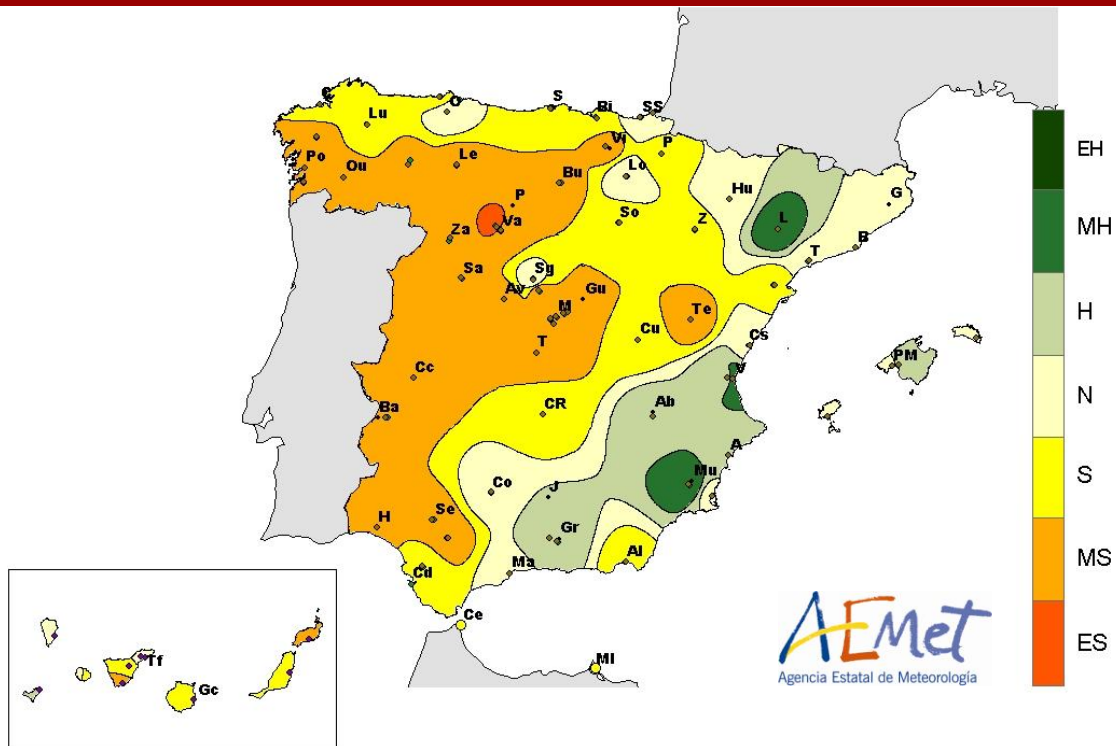 C
Lu
O
S
Bi
SS
Po
Ou
Le
Vi
P
Bu
Lo
Hu
G
P
Va
Za
So
Z
L
B
T
Sa
Sg
Av
Gu
M
Te
T
Cu
Cs
Cc
PM
V
Ba
CR
Ab
A
Co
J
Mu
H
Se
Gr
Cd
Ma
Al
Ce
Ml
Tf
Gc
EH
MH
H
N
S
MS
ES
AEMet
Agencia Estatal de Meteorología